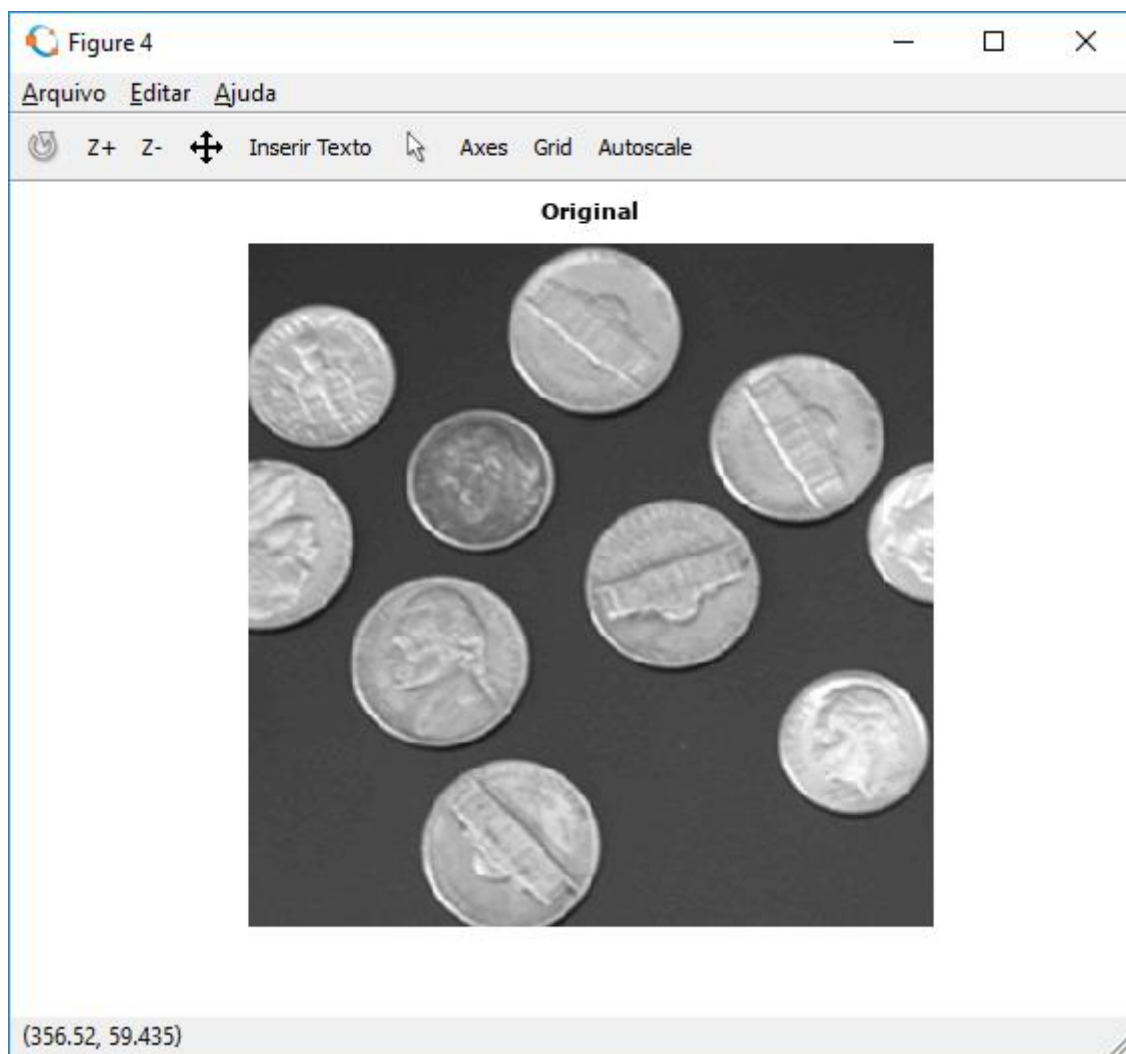 Figure 4
Arquivo Editar Ajuda
Z+ Z- Inserir Texto Axes Grid Autoscale
Original
(356.52, 59.435)